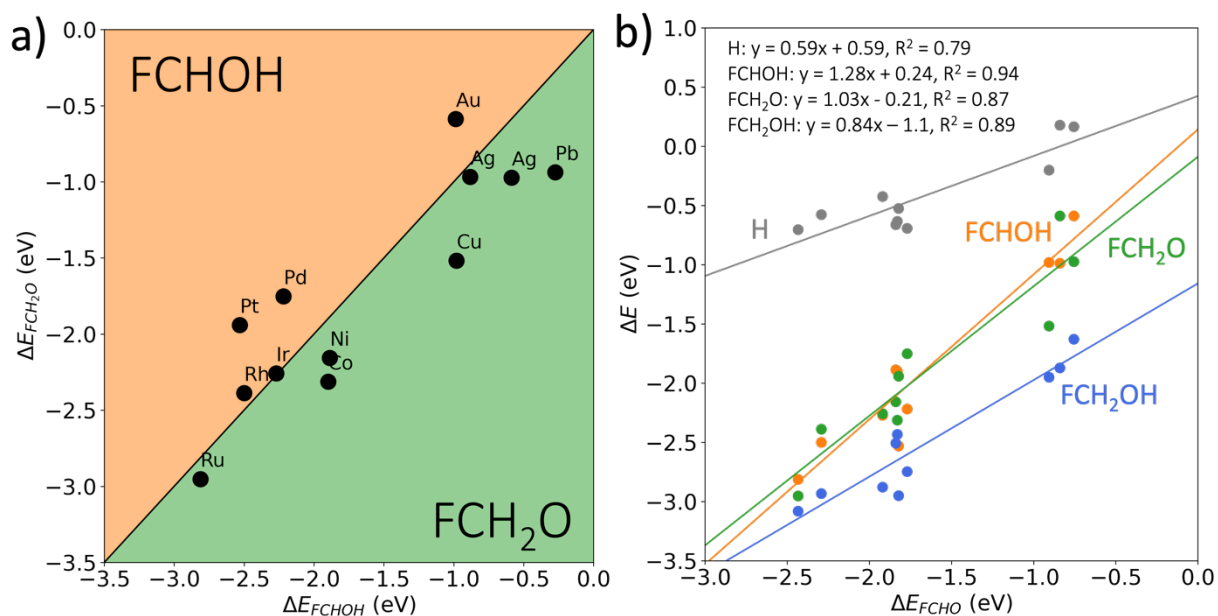 a)
FCHOH
FCH₂O
Au
Ag
Ag
Pb
Cu
Pd
Pt
Ni
Co
Ir
Rh
Ru
0.0
−0.5
−1.0
−1.5
−2.0
−2.5
−3.0
−3.5
ΔE_FCH₂O (eV)
−3.5 −3.0 −2.5 −2.0 −1.5 −1.0 −0.5 0.0
ΔE_FCHOH (eV)
b)
H: y = 0.59x + 0.59, R² = 0.79
FCHOH: y = 1.28x + 0.24, R² = 0.94
FCH₂O: y = 1.03x - 0.21, R² = 0.87
FCH₂OH: y = 0.84x – 1.1, R² = 0.89
H
FCHOH
FCH₂O
FCH₂OH
1.0
0.5
0.0
−0.5
−1.0
−1.5
−2.0
−2.5
−3.0
−3.5
ΔE (eV)
−3.0 −2.5 −2.0 −1.5 −1.0 −0.5 0.0
ΔE_FCHO (eV)